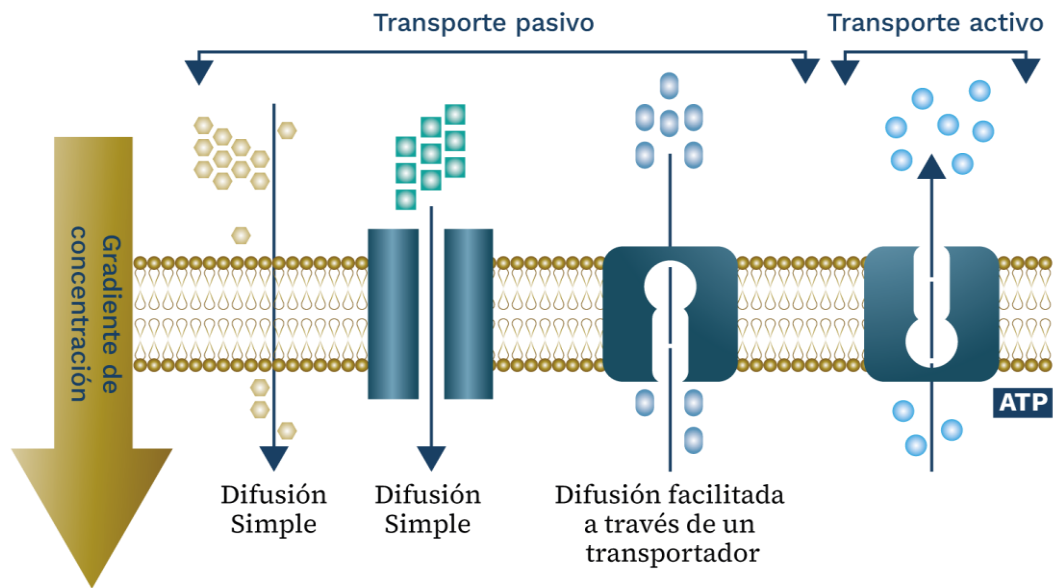 Transporte pasivo
Transporte activo
Gradiente de
concentración
ATP
Difusión
Simple
Difusión
Simple
Difusión facilitada
a través de un
transportador